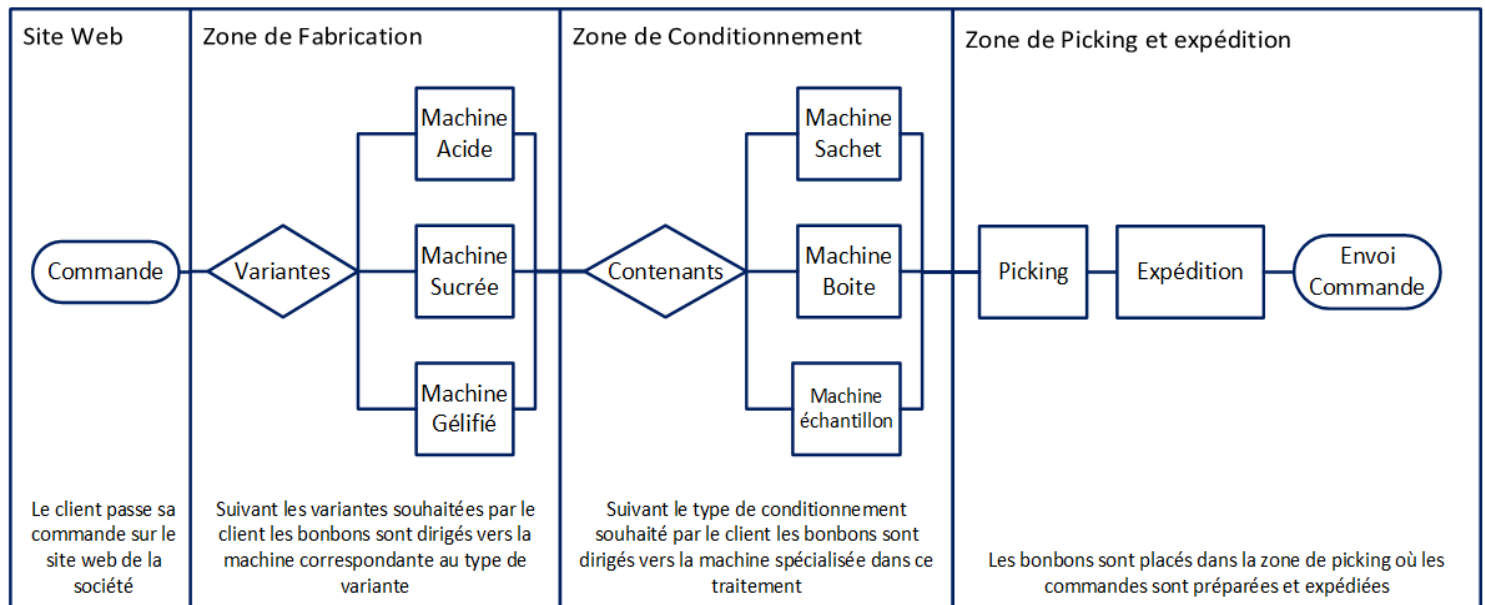 Site Web
Commande
Le client passe sa
commande sur le
site web de la
société
Zone de Fabrication
Variantes
Machine
Acide
Machine
Sucrée
Machine
Gélifié
Suivant les variantes souhaitées par le
client les bonbons sont dirigés vers la
machine correspondante au type de
variante
Zone de Conditionnement
Contenants
Machine
Sachet
Machine
Boite
Machine
échantillon
Suivant le type de conditionnement
souhaité par le client les bonbons sont
dirigés vers la machine spécialisée dans ce
traitement
Zone de Picking et expédition
Picking
Expédition
Envoi
Commande
Les bonbons sont placés dans la zone de picking où les
commandes sont préparées et expédiées